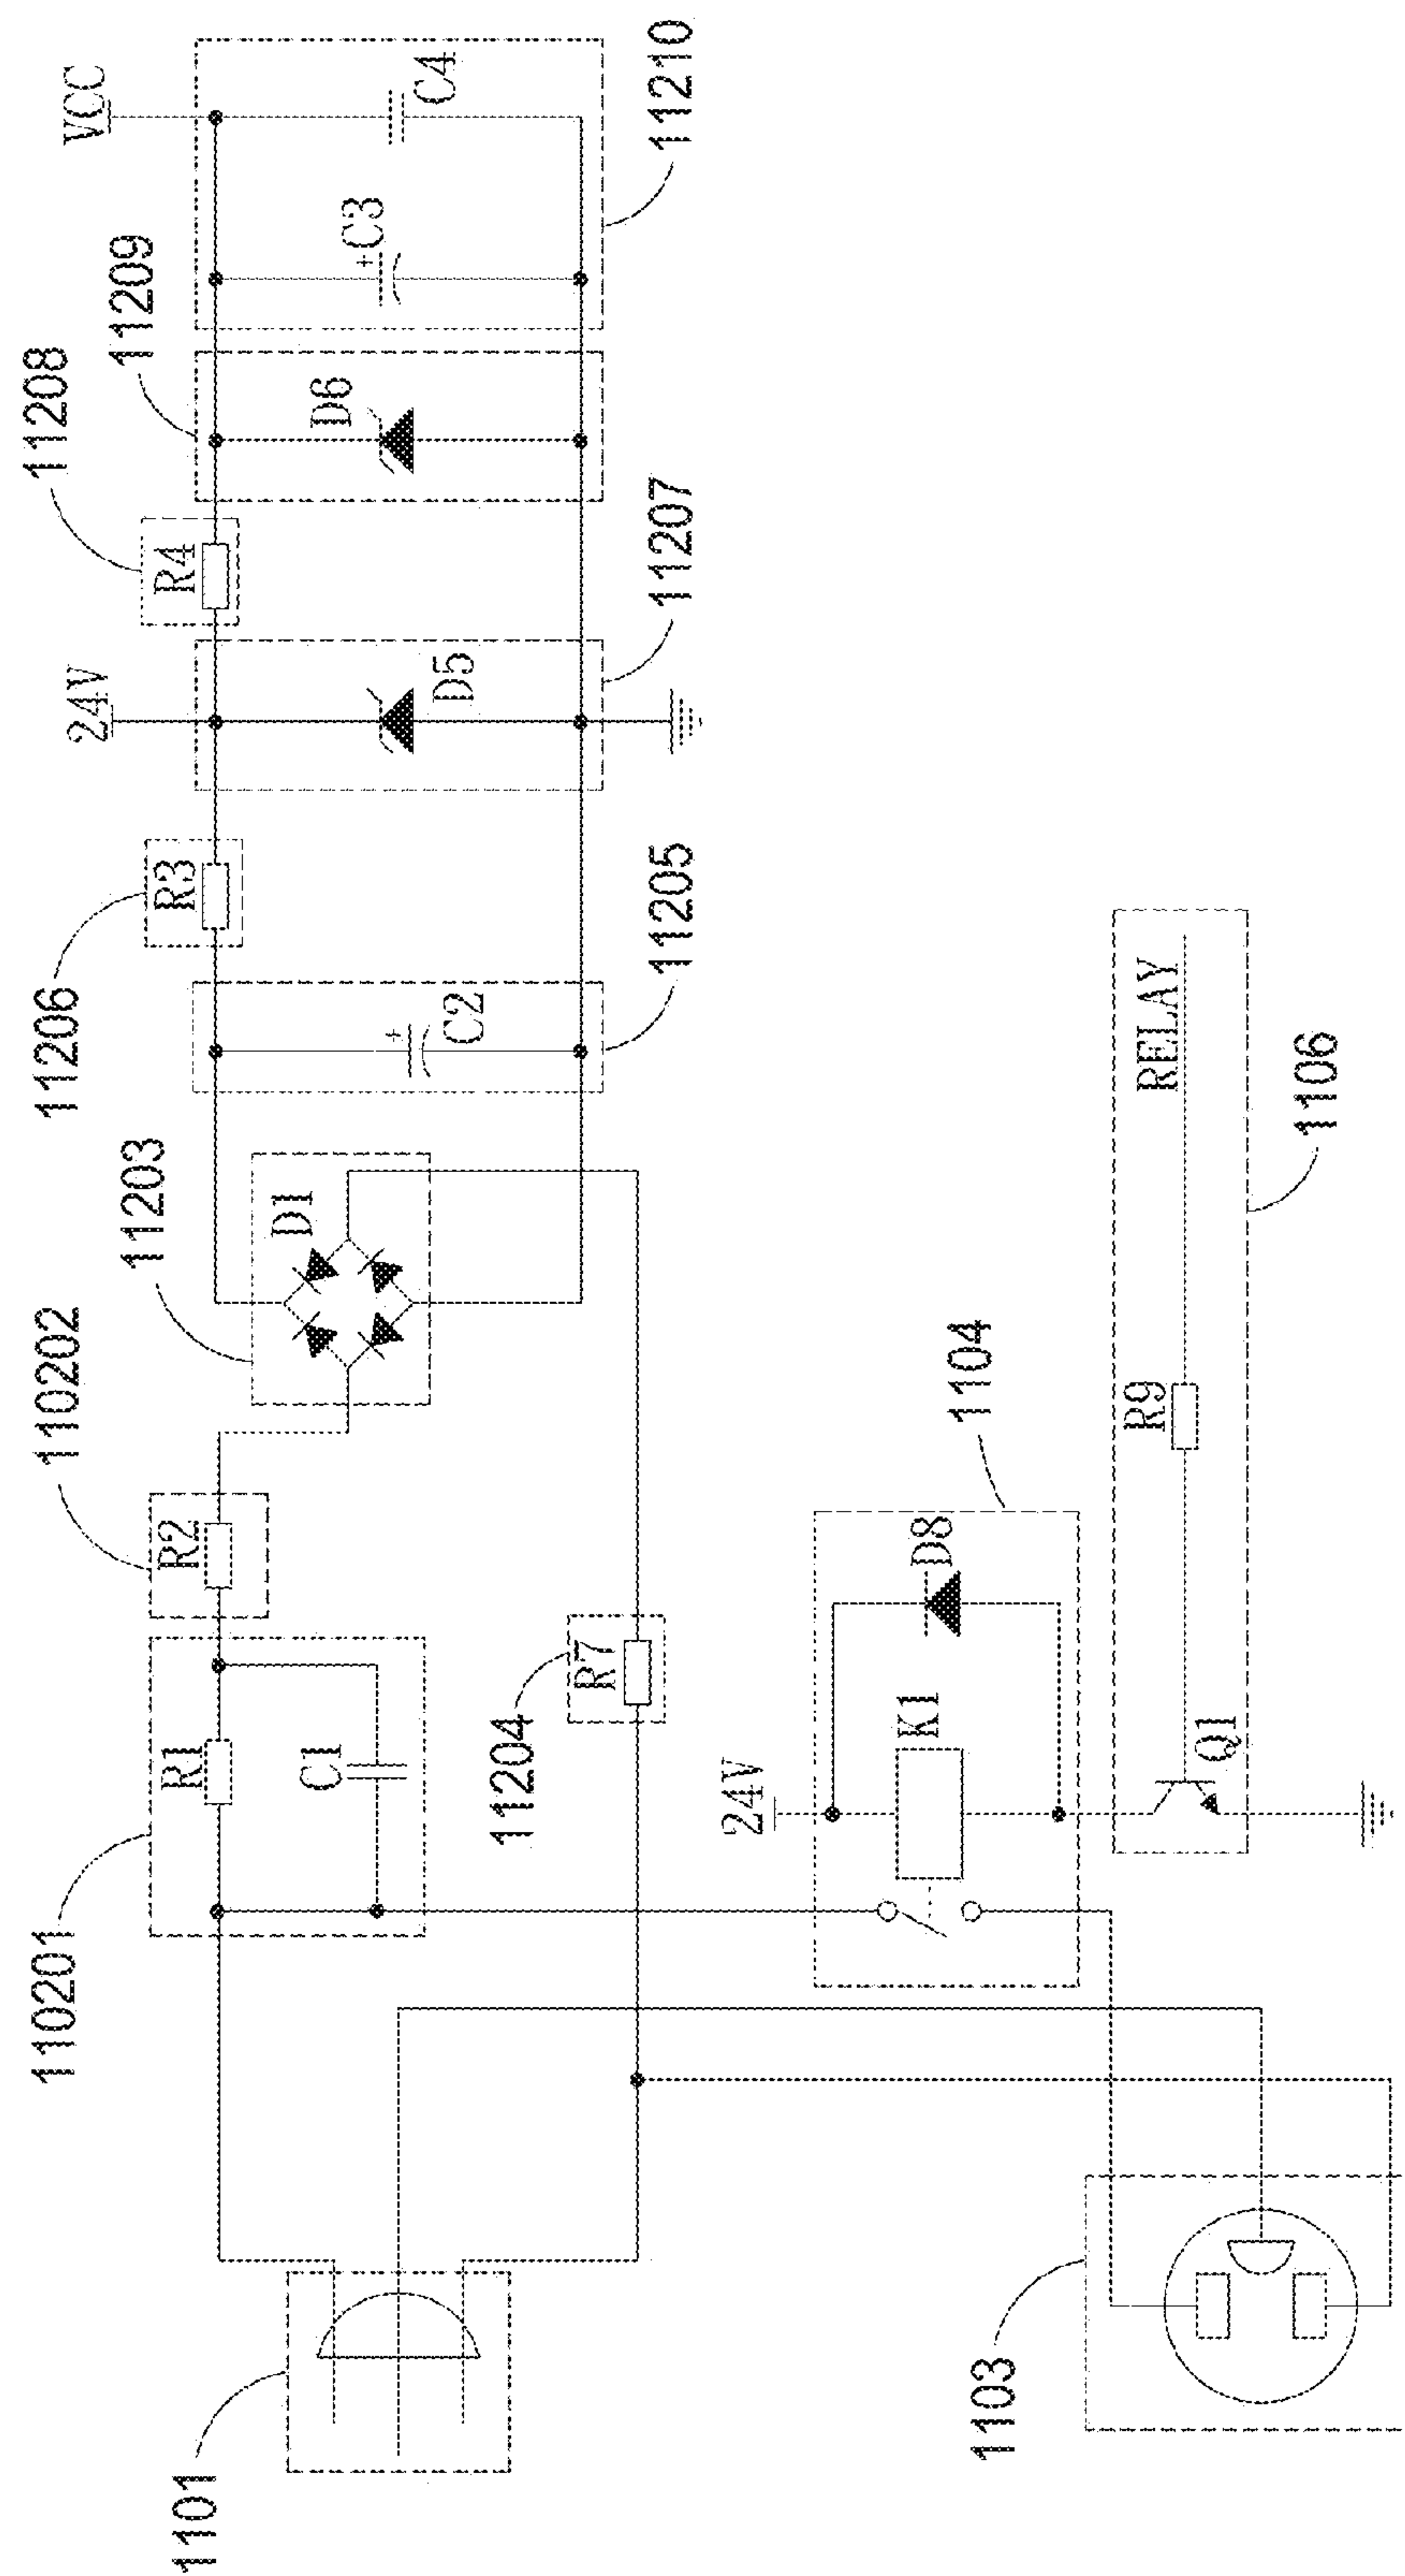 1101
110201
R1
C1
110202
R2
11203
D1
11204
R7
11205
C2
11206
R3
24V
11207
D5
11208
R4
11209
D6
VCC
C3
+
C4
11210
+
1103
24V
K1
D8
1104
Q1
R9
RELAY
1106